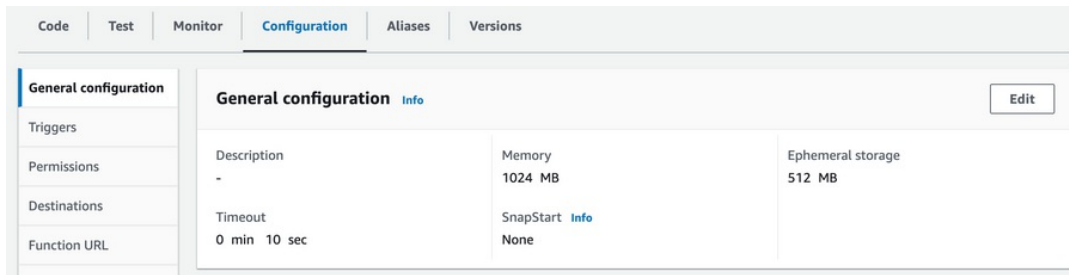 Code Test Monitor Configuration Aliases Versions
General configuration
Triggers
Permissions
Destinations
Function URL
General configuration Info
Edit
Description
-
Memory
1024 MB
Ephemeral storage
512 MB
Timeout
0 min 10 sec
SnapStart Info
None